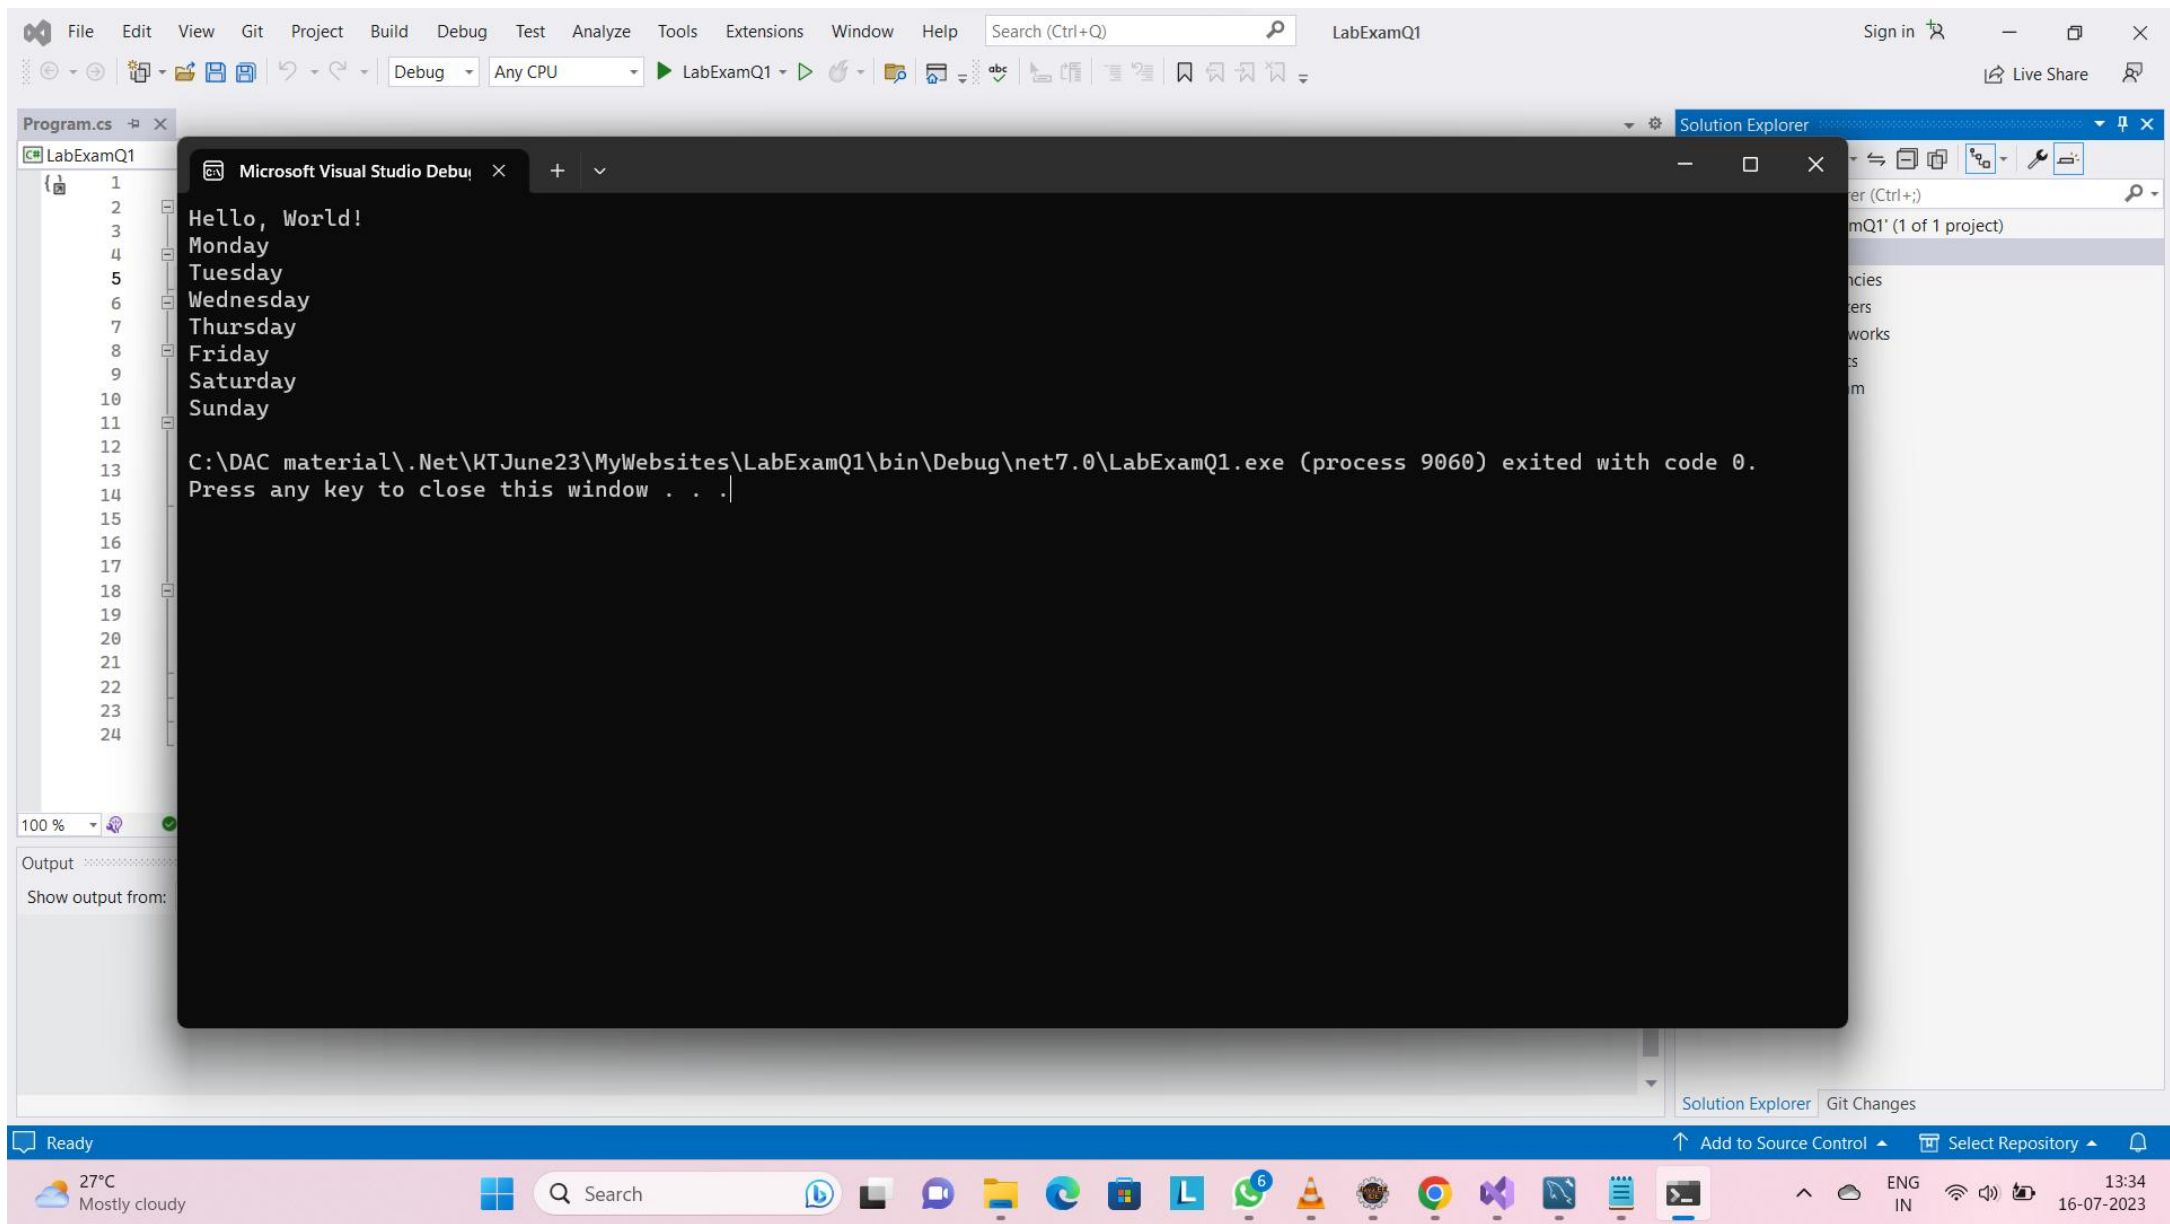 File Edit View Git Project Build Debug Test Analyze Tools Extensions Window Help Search (Ctrl+Q) LabExamQ1 Sign in
Debug Any CPU LabExamQ1 Live Share
Program.cs Solution Explorer
C# LabExamQ1
Microsoft Visual Studio Debu
er (Ctrl+;)
mQ1' (1 of 1 project)
ncies
ers
works
cs
am
1
2
3
4
5
6
7
8
9
10
11
12
13
14
15
16
17
18
19
20
21
22
23
24
Hello, World!
Monday
Tuesday
Wednesday
Thursday
Friday
Saturday
Sunday
C:\DAC material\.Net\KTJune23\MyWebsites\LabExamQ1\bin\Debug\net7.0\LabExamQ1.exe (process 9060) exited with code 0.
Press any key to close this window . . .
100 %
Output
Show output from:
Solution Explorer Git Changes
Ready Add to Source Control Select Repository
27°C
Mostly cloudy
Search
6
ENG
IN
13:34
16-07-2023